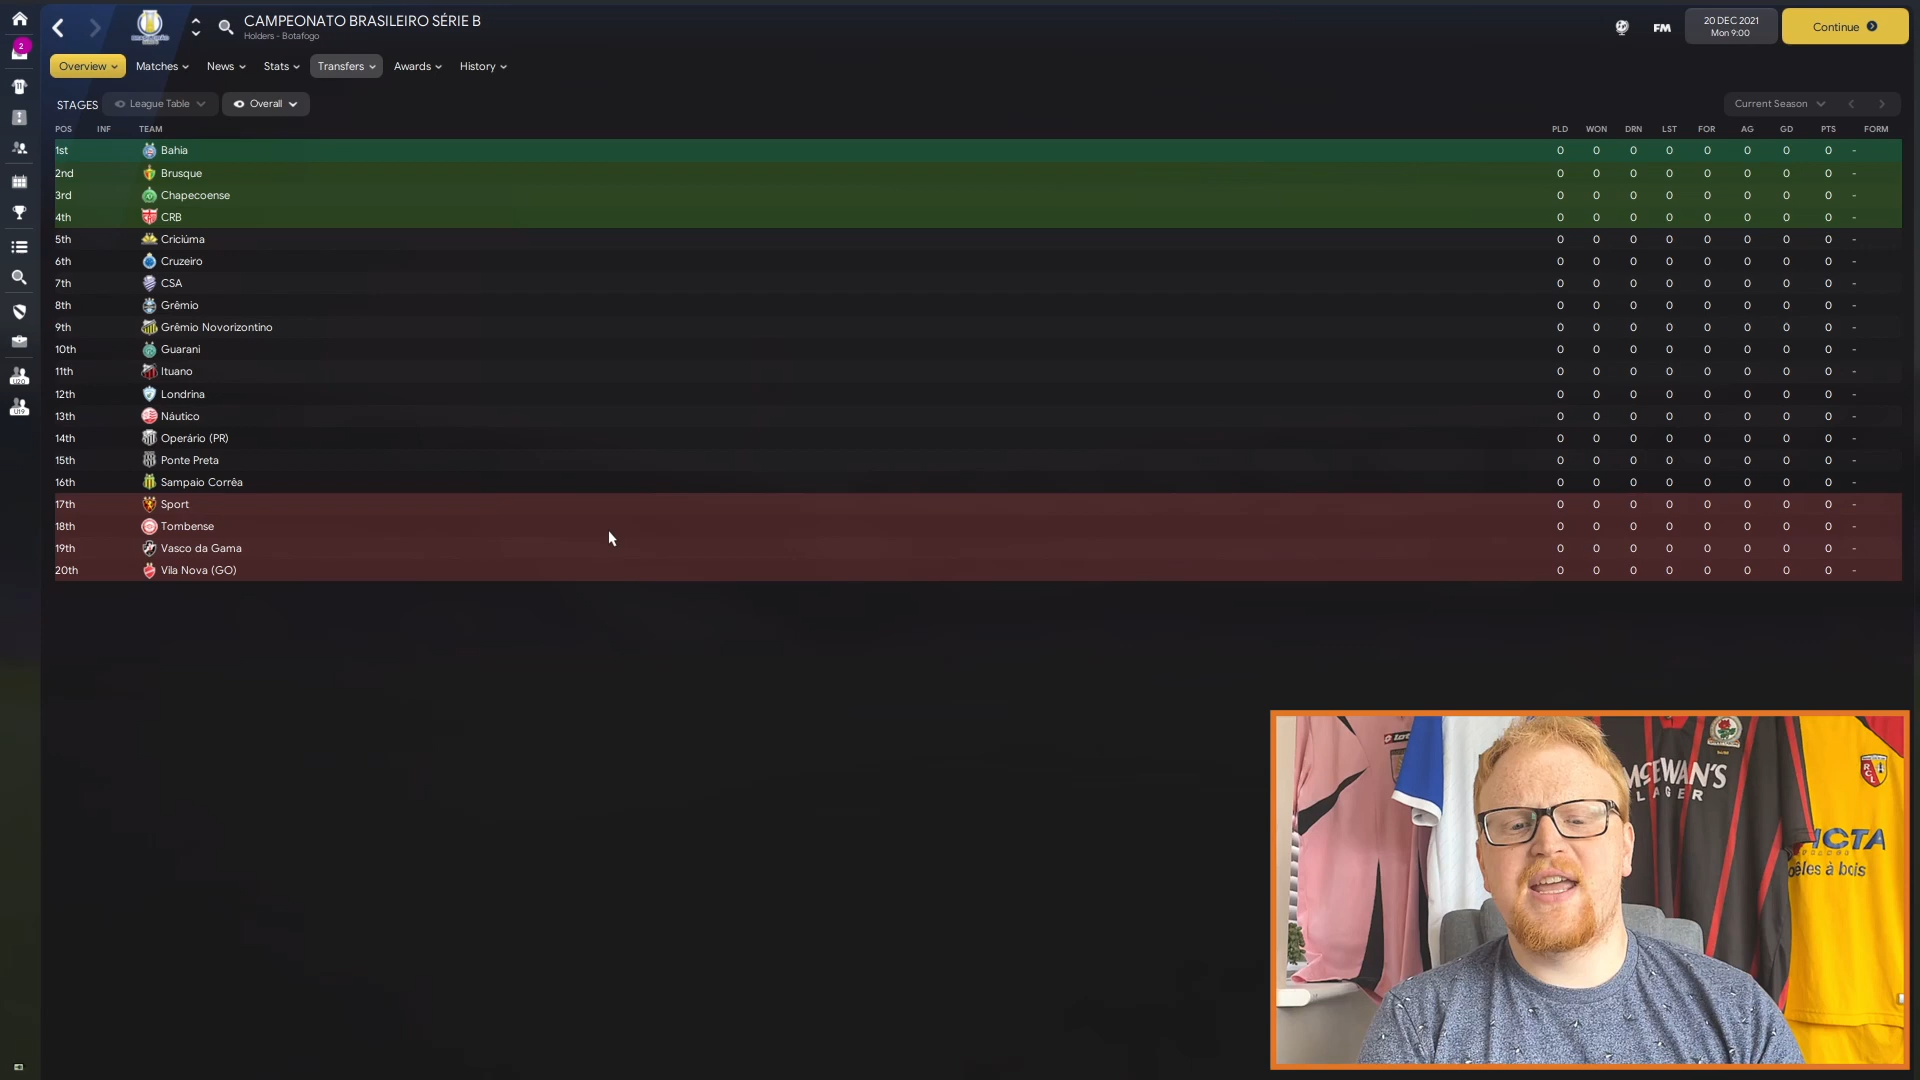 CAMPEONATO BRASILEIRO SÉRIE B
Holders - Botafogo
FM
20 DEC 2021
Mon 9:00
Continue
2
Overview Matches News Stats Transfers Awards History
STAGES League Table Overall Current Season
POS INF TEAM PLD WON DRN LST FOR AG GD PTS FORM
1st Bahia 0 0 0 0 0 0 0 0 -
2nd Brusque 0 0 0 0 0 0 0 0 -
3rd Chapecoense 0 0 0 0 0 0 0 0 -
4th CRB 0 0 0 0 0 0 0 0 -
5th Criciúma 0 0 0 0 0 0 0 0 -
6th Cruzeiro 0 0 0 0 0 0 0 0 -
7th CSA 0 0 0 0 0 0 0 0 -
8th Grêmio 0 0 0 0 0 0 0 0 -
9th Grêmio Novorizontino 0 0 0 0 0 0 0 0 -
10th Guarani 0 0 0 0 0 0 0 0 -
11th Ituano 0 0 0 0 0 0 0 0 -
12th Londrina 0 0 0 0 0 0 0 0 -
13th Náutico 0 0 0 0 0 0 0 0 -
14th Operário (PR) 0 0 0 0 0 0 0 0 -
15th Ponte Preta 0 0 0 0 0 0 0 0 -
16th Sampaio Corrêa 0 0 0 0 0 0 0 0 -
17th Sport 0 0 0 0 0 0 0 0 -
18th Tombense 0 0 0 0 0 0 0 0 -
19th Vasco da Gama 0 0 0 0 0 0 0 0 -
20th Vila Nova (GO) 0 0 0 0 0 0 0 0 -
U20
U19
McEWAN'S
LAGER
RCL
ICTA
oêles à bois